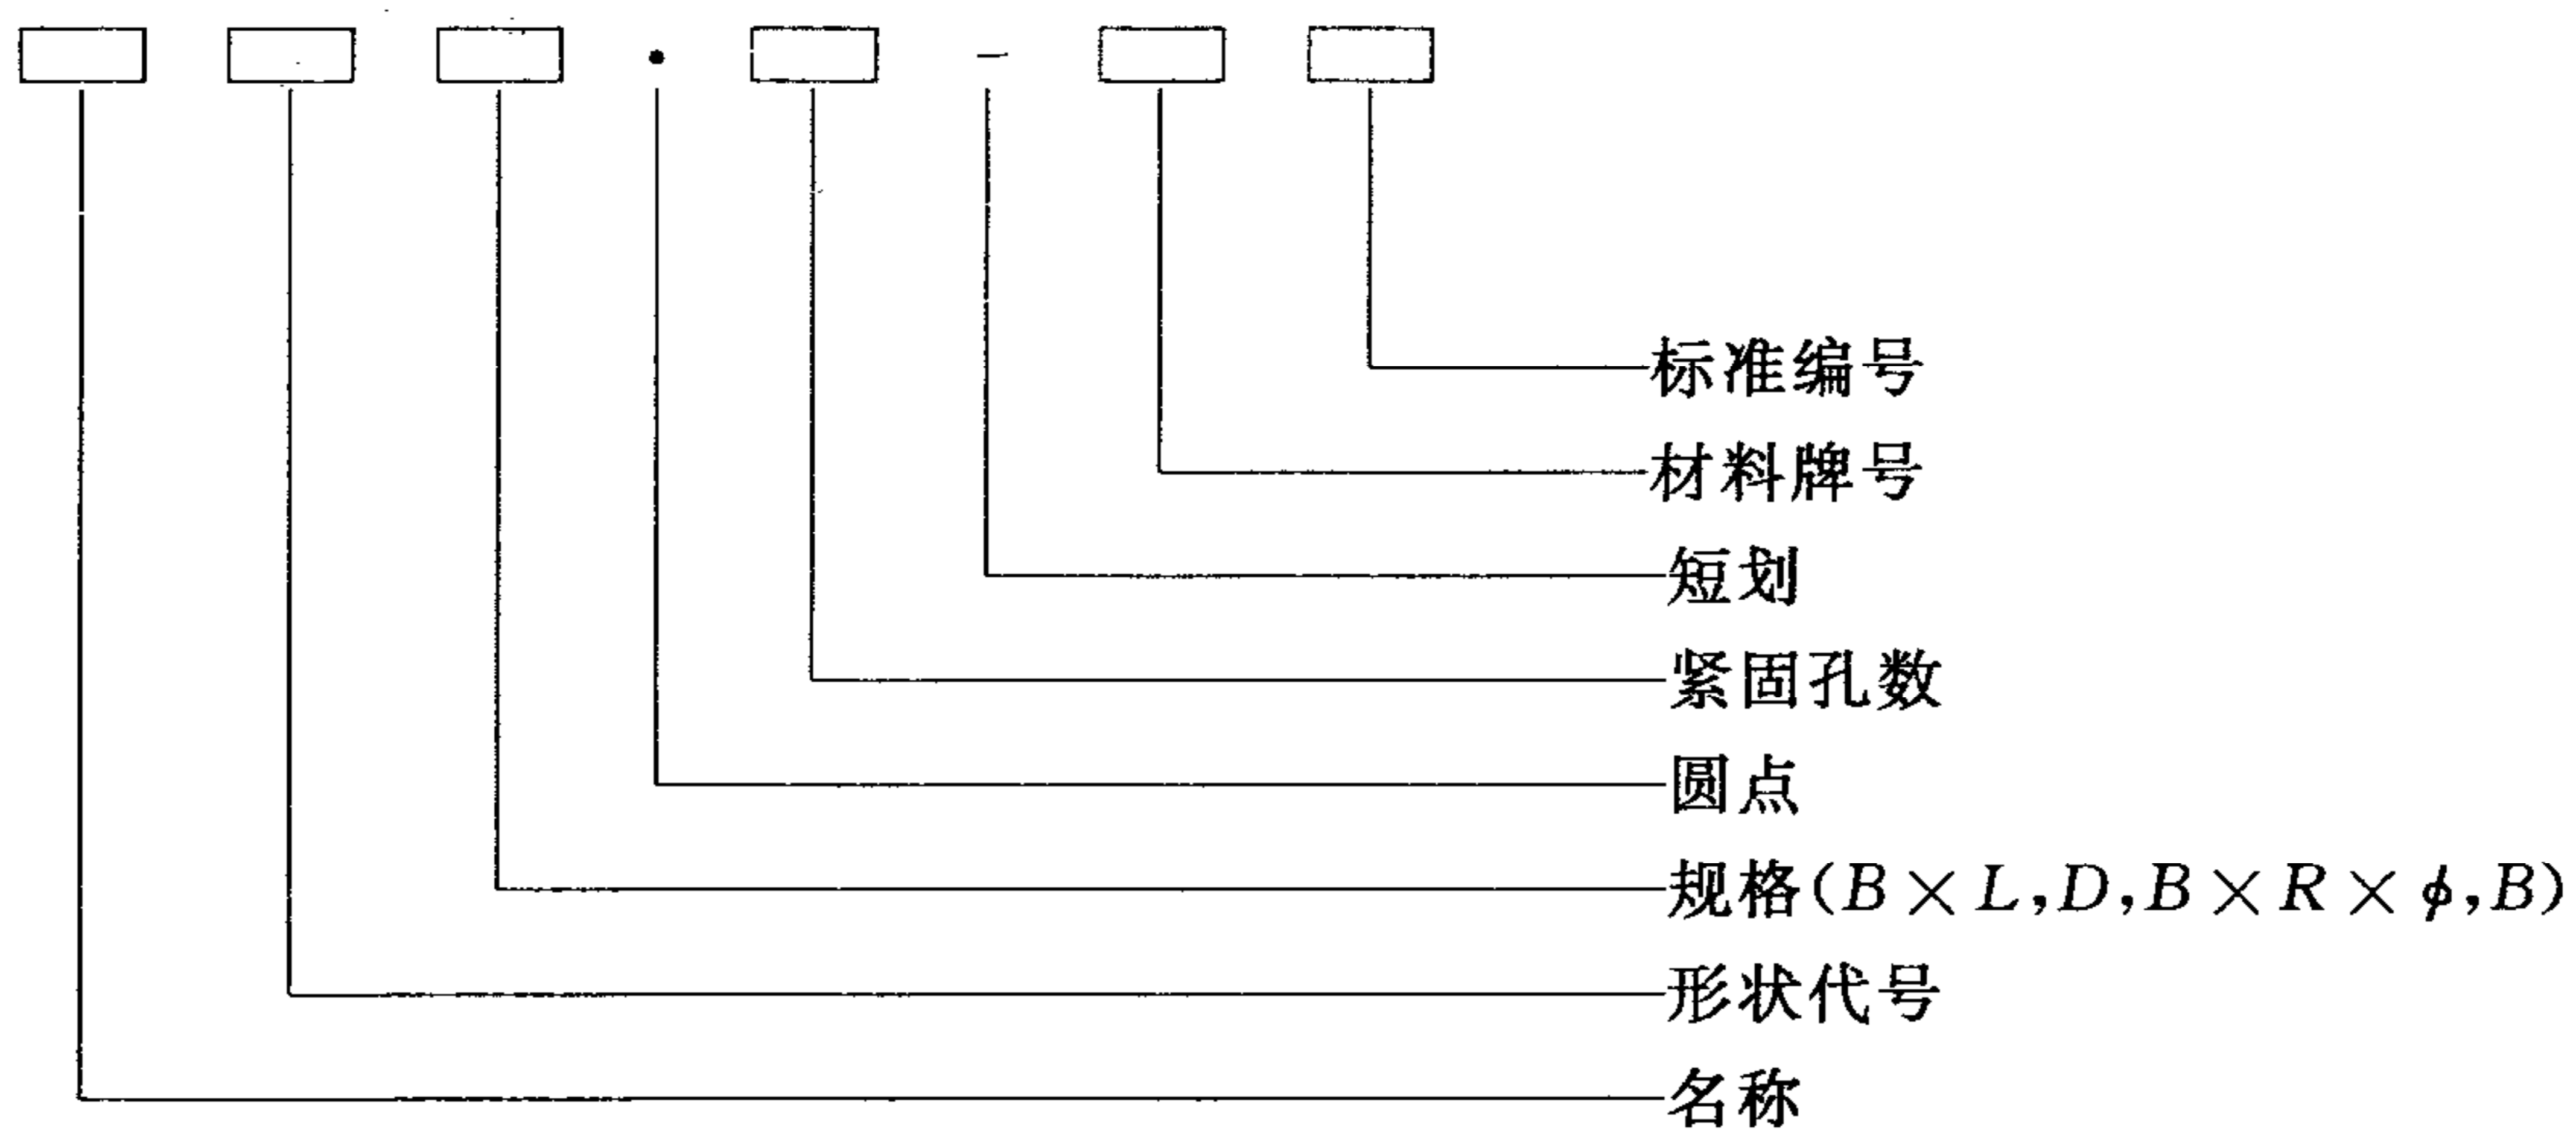 • —
标准编号
材料牌号
短划
紧固孔数
圆点
规格(B×L,D,B×R×ϕ,B)
形状代号
名称